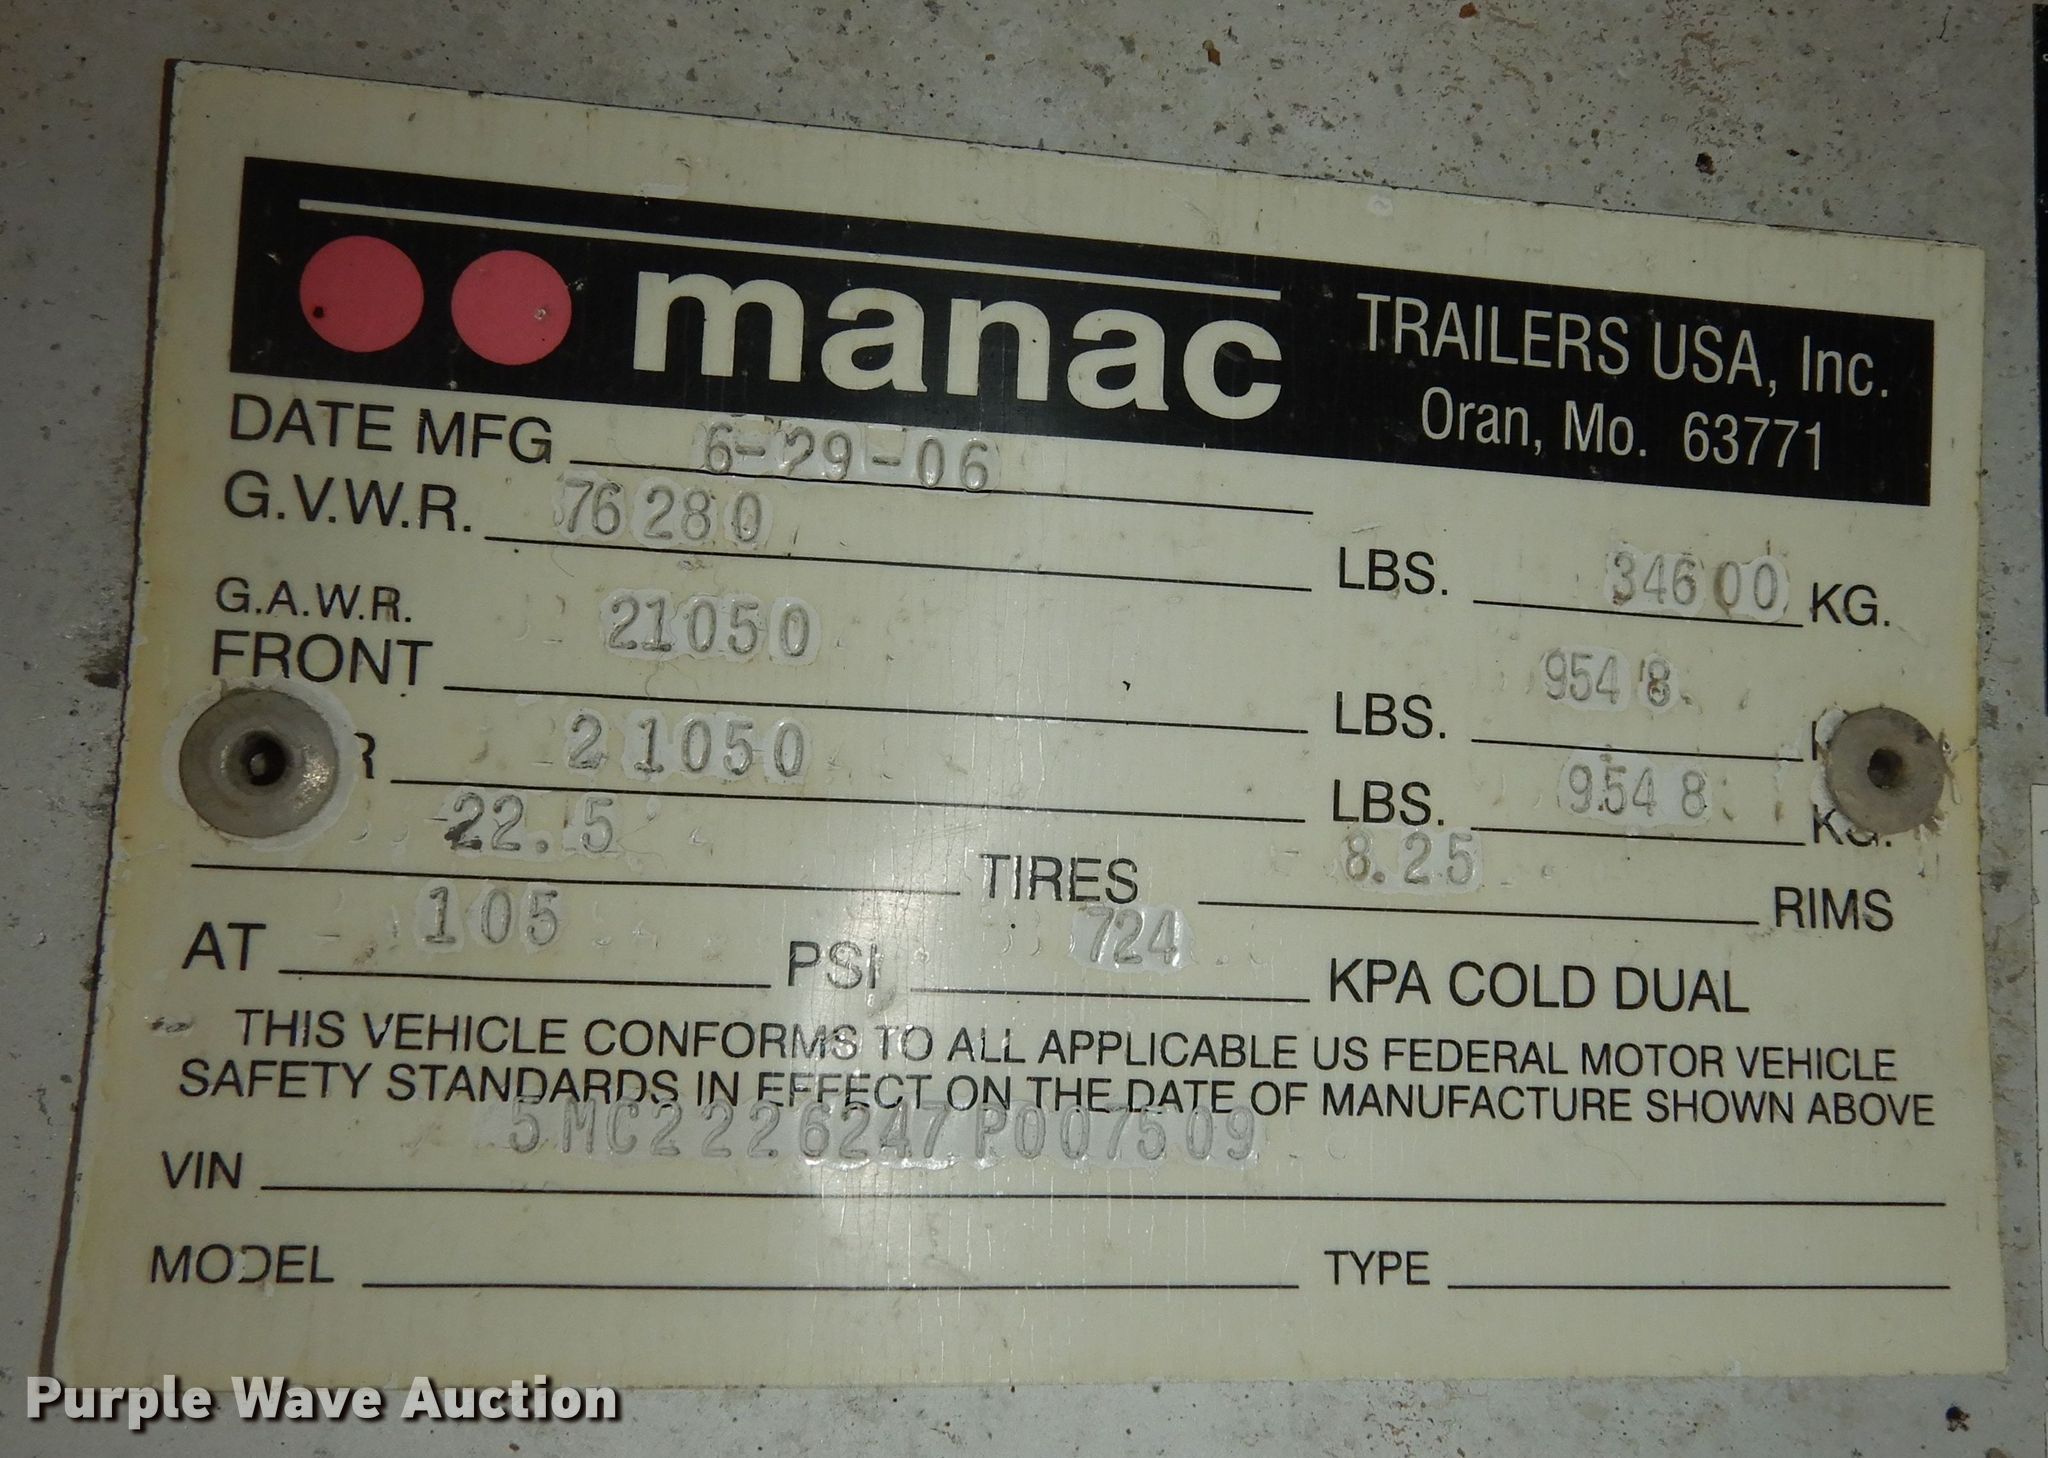 manac TRAILERS USA, Inc.
Oran, Mo. 63771
DATE MFG 6-29-06
G.V.W.R. 76280 LBS. 34600 KG.
G.A.W.R.
FRONT 21050 LBS. 9548
R 21050 LBS. 9548 KG.
22.5 TIRES 8.25 RIMS
AT 105 PSI 724 KPA COLD DUAL
THIS VEHICLE CONFORMS TO ALL APPLICABLE US FEDERAL MOTOR VEHICLE
SAFETY STANDARDS IN EFFECT ON THE DATE OF MANUFACTURE SHOWN ABOVE
VIN 5MC2226247P007509
MODEL TYPE
Purple Wave Auction